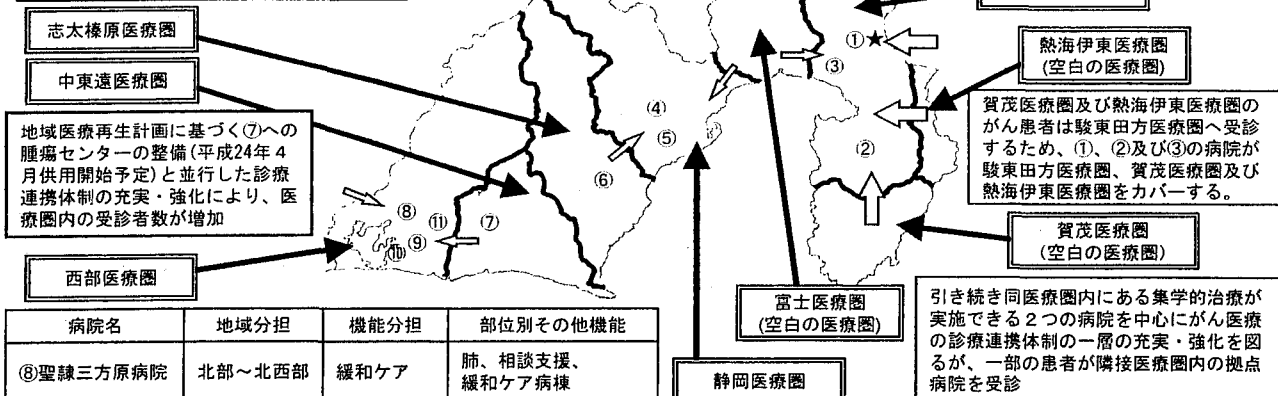 志太榛原医療圏
中東遠医療圏
地域医療再生計画に基づく⑦への
腫瘍センターの整備(平成24年4
月供用開始予定)と並行した診療
連携体制の充実・強化により、医
療圏内の受診者数が増加
西部医療圏
①★
③
④
⑤
⑥
②
⑧
⑪
⑦
⑨
⑩
熱海伊東医療圏
(空白の医療圏)
賀茂医療圏及び熱海伊東医療圏の
がん患者は駿東田方医療圏へ受診
するため、①、②及び③の病院が
駿東田方医療圏、賀茂医療圏及び
熱海伊東医療圏をカバーする。
賀茂医療圏
(空白の医療圏)
富士医療圏
(空白の医療圏)
静岡医療圏
引き続き同医療圏内にある集学的治療が
実施できる2つの病院を中心にがん医療
の診療連携体制の一層の充実・強化を図
るが、一部の患者が隣接医療圏内の拠点
病院を受診
病院名 地域分担 機能分担 部位別その他機能
⑧聖隷三方原病院 北部~北西部 緩和ケア 肺、相談支援、
緩和ケア病棟